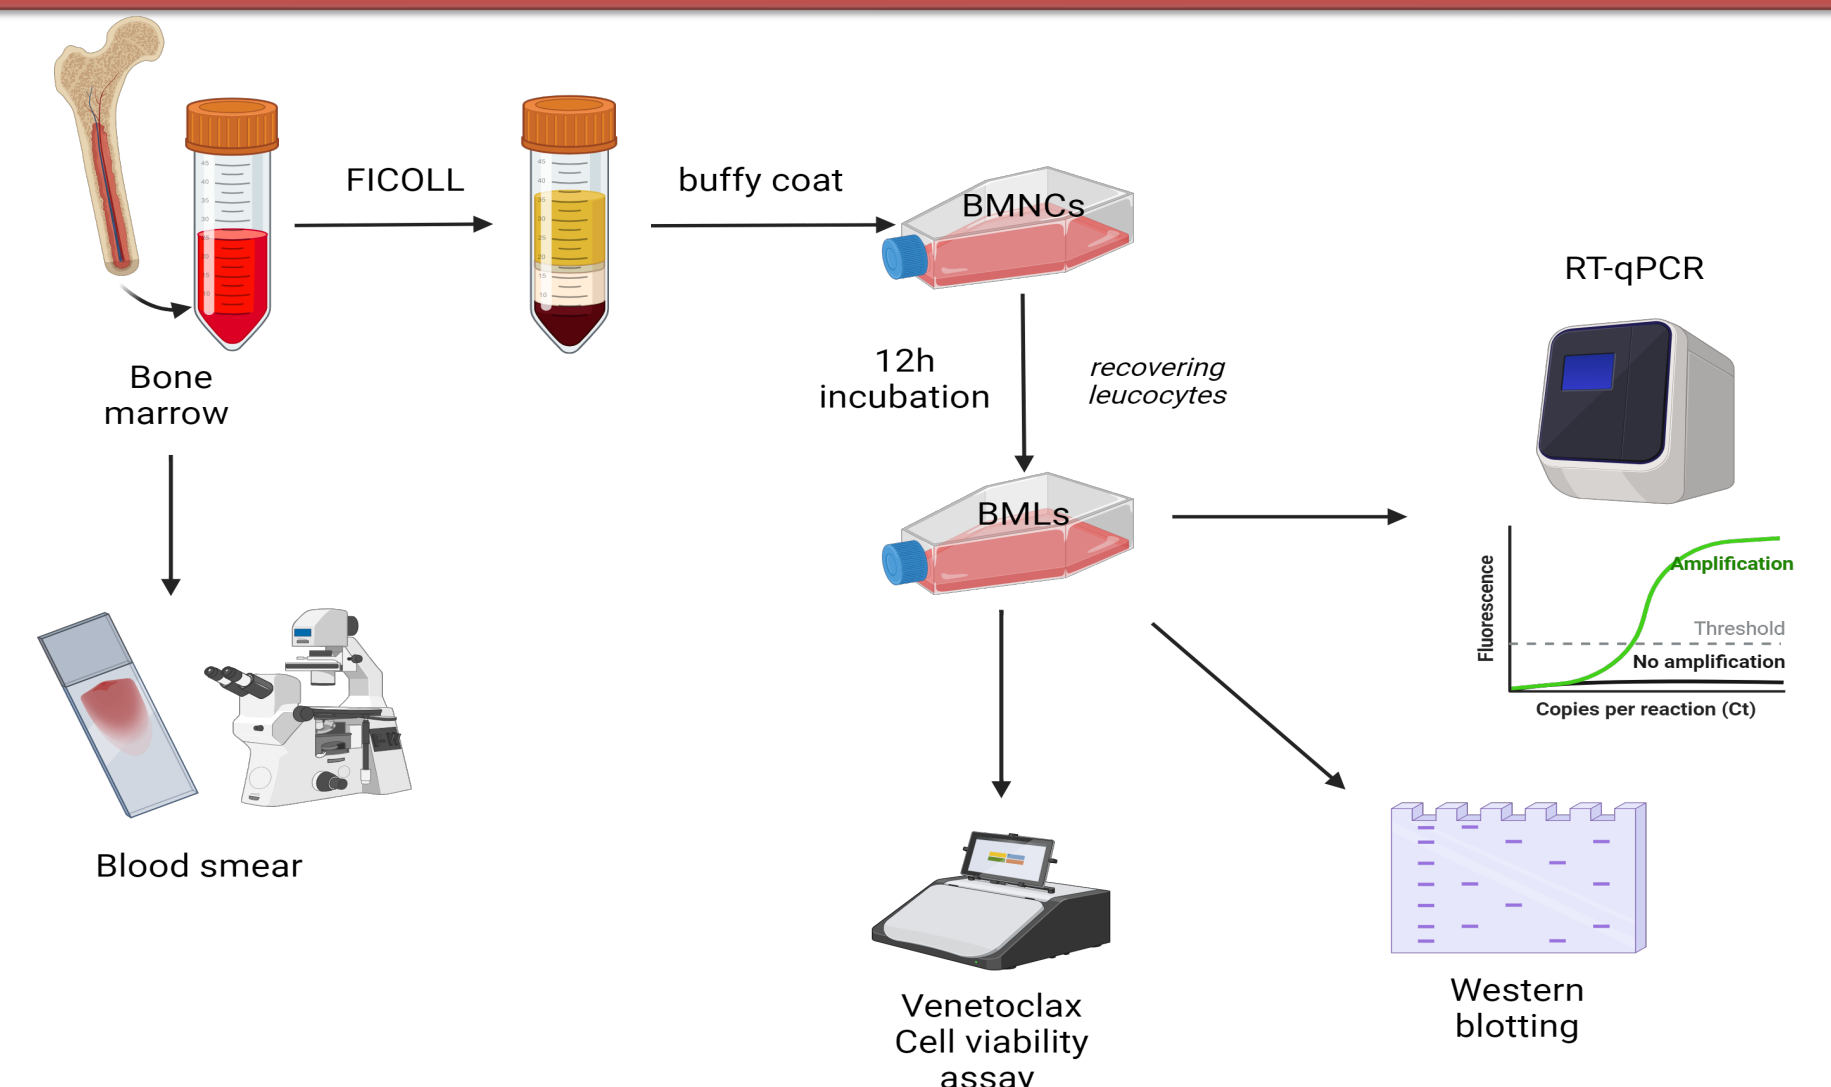 FICOLL
buffy coat
BMNCs
Bone
marrow
12h
incubation
recovering
leucocytes
BMLs
RT-qPCR
Fluorescence
Amplification
Threshold
No amplification
Copies per reaction (Ct)
Blood smear
Venetoclax
Cell viability
assay
Western
blotting